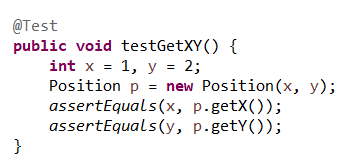 @Test
public void testGetXY() {
    int x = 1, y = 2;
    Position p = new Position(x, y);
    assertEquals(x, p.getX());
    assertEquals(y, p.getY());
}